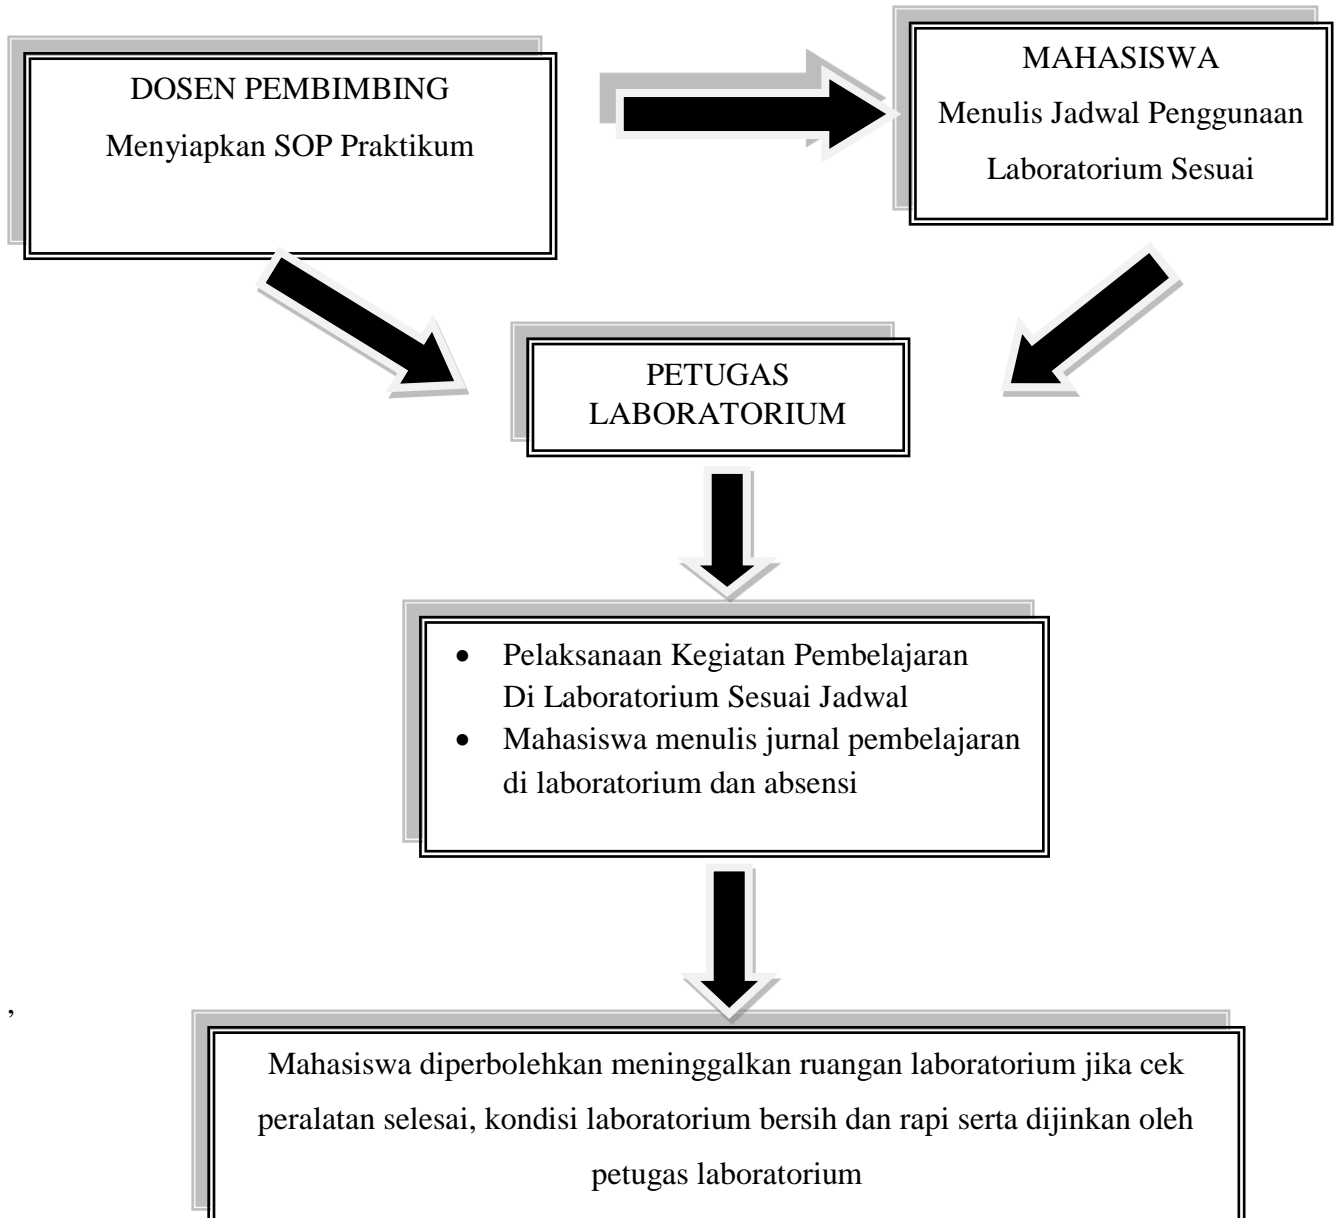 DOSEN PEMBIMBING
Menyiapkan SOP Praktikum
MAHASISWA
Menulis Jadwal Penggunaan
Laboratorium Sesuai
PETUGAS
LABORATORIUM
• Pelaksanaan Kegiatan Pembelajaran
Di Laboratorium Sesuai Jadwal
• Mahasiswa menulis jurnal pembelajaran
di laboratorium dan absensi
,
Mahasiswa diperbolehkan meninggalkan ruangan laboratorium jika cek
peralatan selesai, kondisi laboratorium bersih dan rapi serta dijinkan oleh
petugas laboratorium